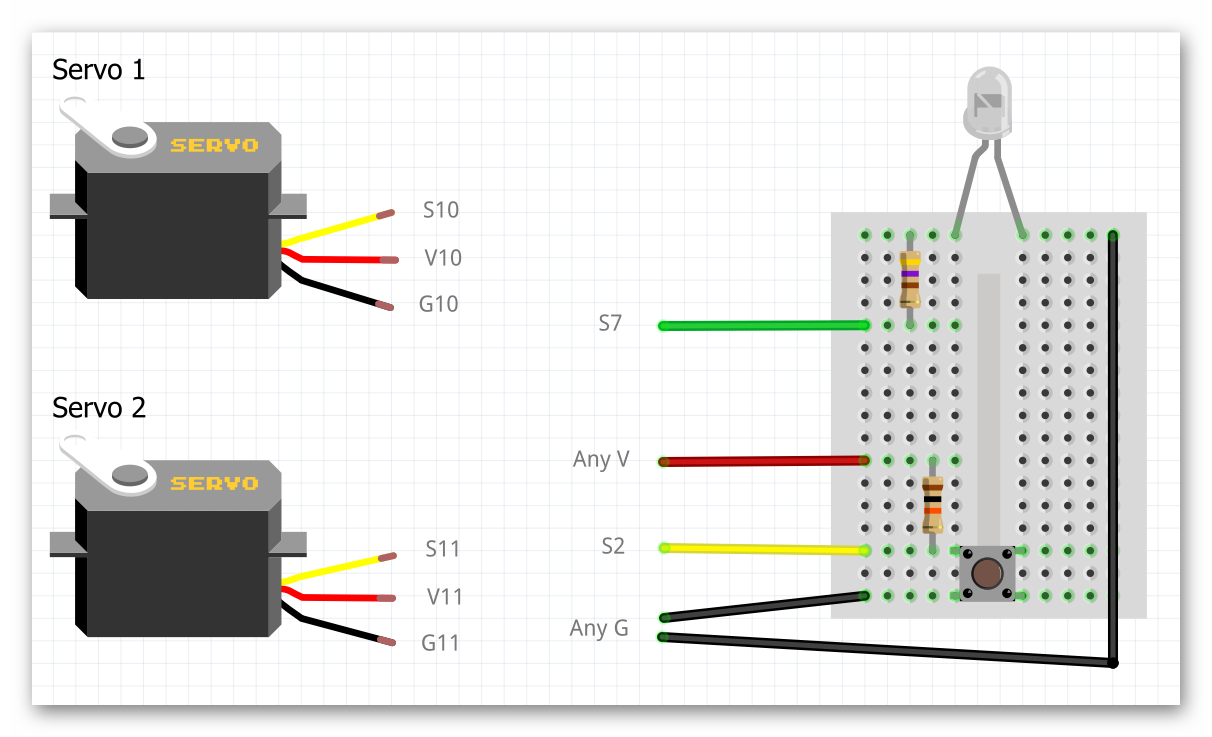 Servo 1
SERVO
S10
V10
G10
S7
Servo 2
SERVO
Any V
S11
S2
V11
Any G
G11